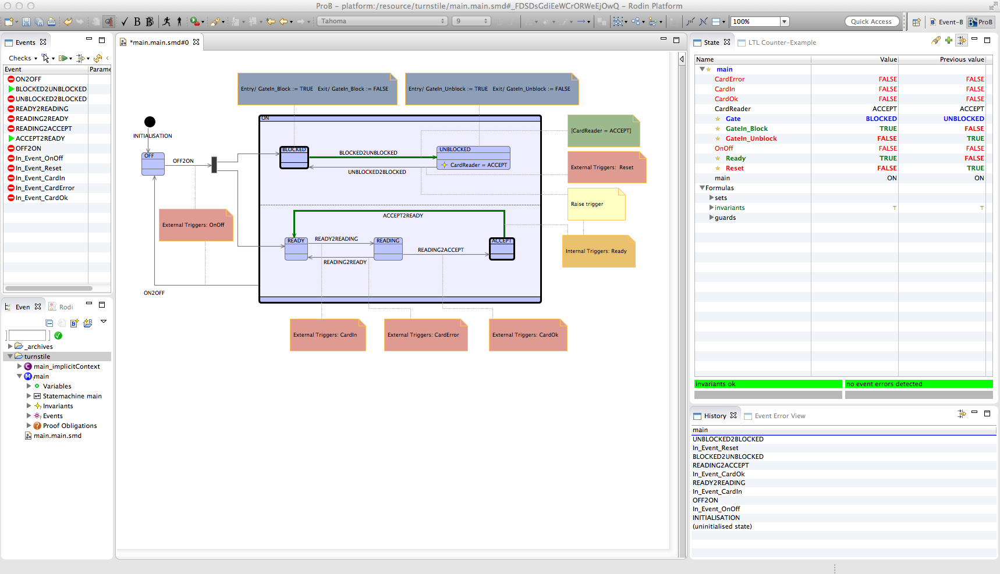 ProB - platform:/resource/turnstile/main.main.smd#_FDSDsGdiEeWCrORWeEjOwQ - Rodin Platform
Tahoma 9 100% Quick Access Event-B ProB
Events
Checks
Event Parame
ON2OFF
BLOCKED2UNBLOCKED
UNBLOCKED2BLOCKED
READY2READING
READING2READY
READING2ACCEPT
ACCEPT2READY
OFF2ON
In_Event_OnOff
In_Event_Reset
In_Event_CardIn
In_Event_CardError
In_Event_CardOk
Even Rodi
_archives
turnstile
main_implicitContext
main
Variables
Statemachine main
Invariants
Events
Proof Obligations
main.main.smd
*main.main.smd#0
Entry/ GateIn_Block := TRUE Exit/ GateIn_Block := FALSE
Entry/ GateIn_Unblock := TRUE Exit/ GateIn_Unblock := FALSE
ON
[CardReader = ACCEPT]
INITIALISATION
OFF
OFF2ON
BLOCKED
BLOCKED2UNBLOCKED
UNBLOCKED
CardReader = ACCEPT
UNBLOCKED2BLOCKED
External Triggers: Reset
Raise trigger
External Triggers: OnOff
ACCEPT2READY
READY
READY2READING
READING
READING2ACCEPT
ACCEPT
READING2READY
Internal Triggers: Ready
ON2OFF
External Triggers: CardIn
External Triggers: CardError
External Triggers: CardOk
State LTL Counter-Example
Name Value Previous value
main
CardError FALSE FALSE
CardIn FALSE FALSE
CardOk FALSE FALSE
CardReader ACCEPT ACCEPT
Gate BLOCKED UNBLOCKED
GateIn_Block TRUE FALSE
GateIn_Unblock FALSE TRUE
OnOff FALSE FALSE
Ready TRUE FALSE
Reset FALSE TRUE
main ON ON
Formulas
sets
invariants ⊤ ⊤
guards
invariants ok no event errors detected
History Event Error View
main
UNBLOCKED2BLOCKED
In_Event_Reset
BLOCKED2UNBLOCKED
READING2ACCEPT
In_Event_CardOk
READY2READING
In_Event_CardIn
OFF2ON
In_Event_OnOff
INITIALISATION
(uninitialised state)